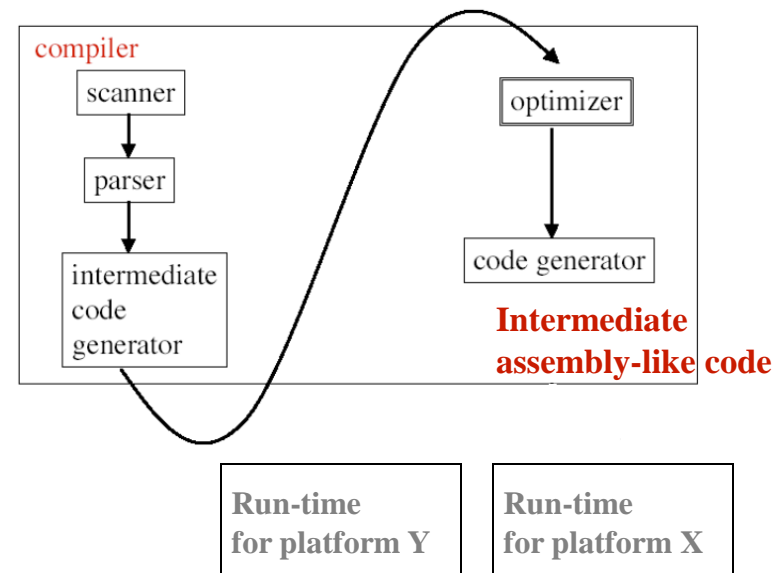 compiler
scanner
parser
intermediate
code
generator
optimizer
code generator
Intermediate
assembly-like code
Run-time
for platform Y
Run-time
for platform X